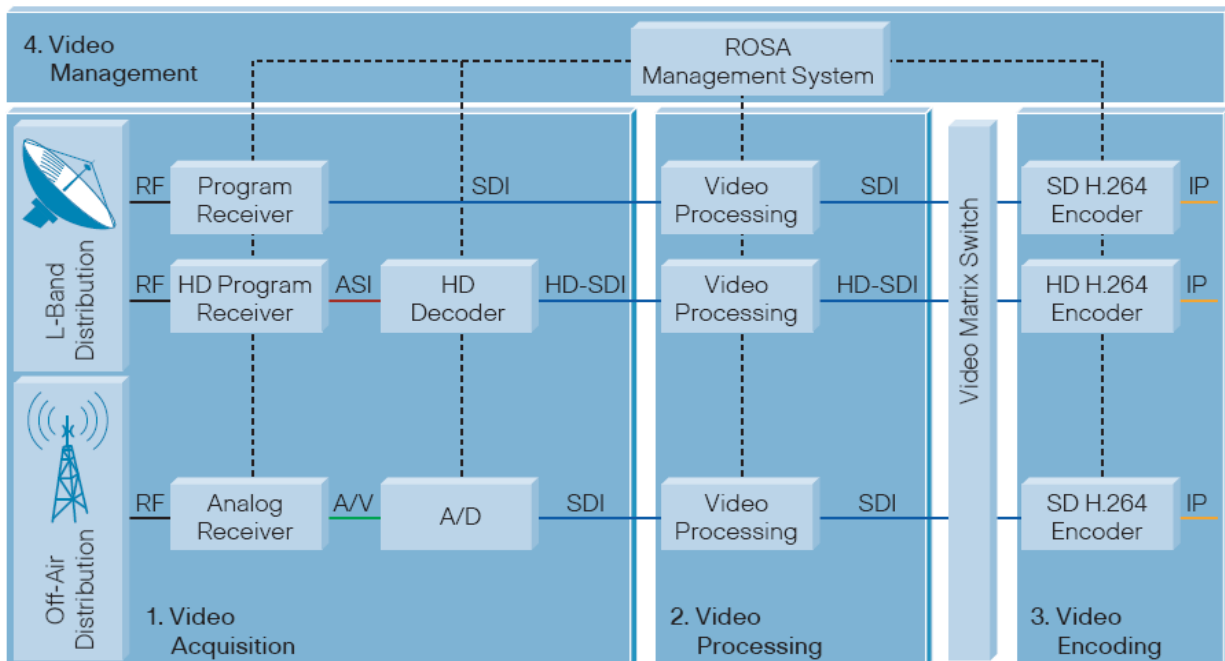 4. Video
Management
ROSA
Management System
L-Band
Distribution
RF
Program
Receiver
SDI
Video
Processing
SDI
SD H.264
Encoder
IP
RF
HD Program
Receiver
ASI
HD
Decoder
HD-SDI
Video
Processing
HD-SDI
HD H.264
Encoder
IP
Video Matrix Switch
Off-Air
Distribution
RF
Analog
Receiver
A/V
A/D
SDI
Video
Processing
SDI
SD H.264
Encoder
IP
1. Video
Acquisition
2. Video
Processing
3. Video
Encoding